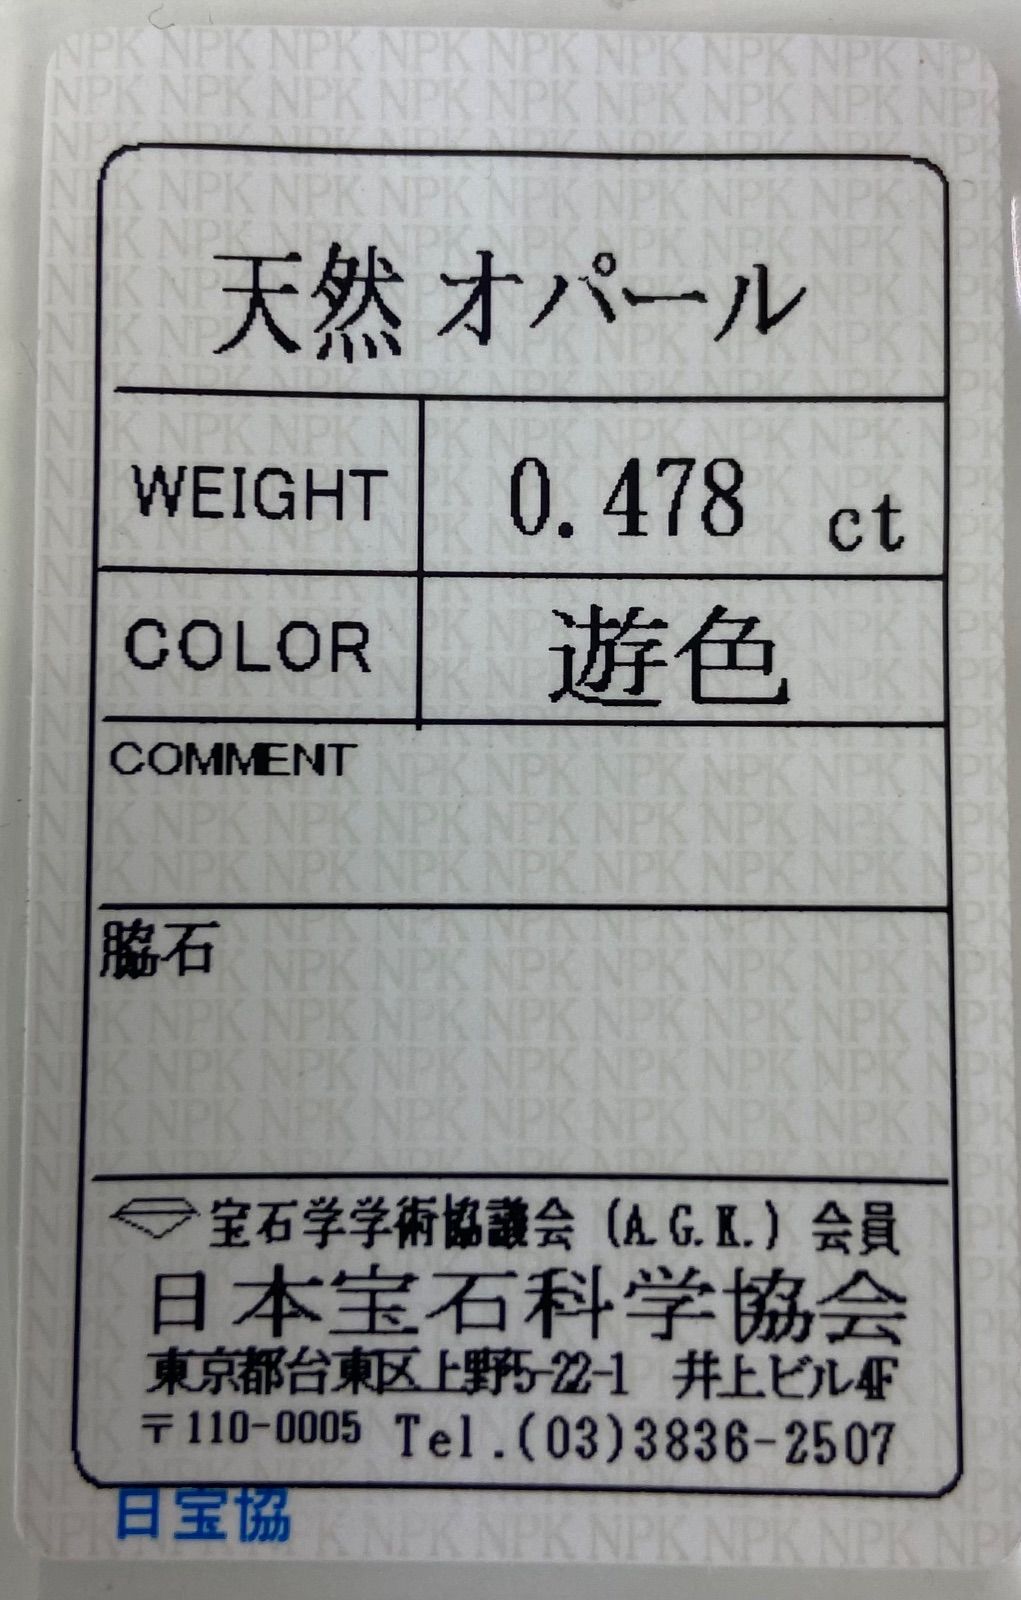 天然 オパール
WEIGHT 0.478 ct
COLOR 遊色
COMMENT
脇石
宝石学学術協議会 (A.G.K.) 会員
日本宝石科学協会
東京都台東区上野5-22-1 井上ビル4F
〒110-0005 Tel.(03)3836-2507
日宝協